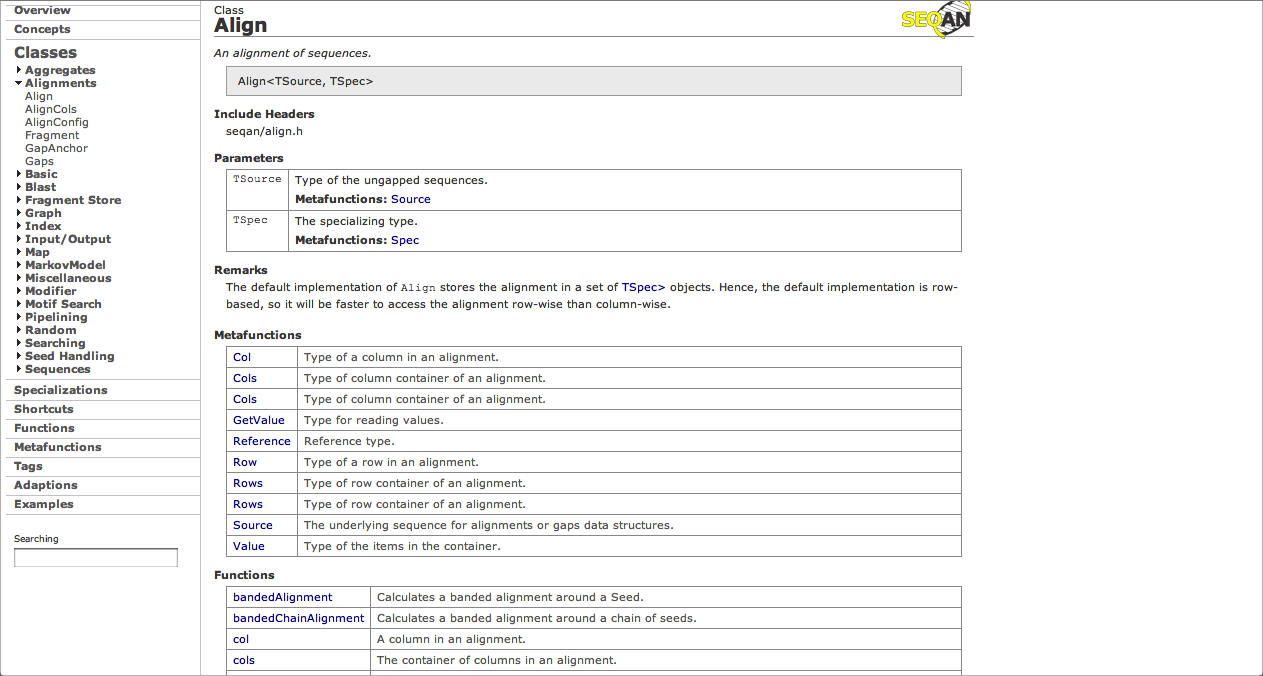 Overview
Concepts
Classes
Aggregates
Alignments
Align
AlignCols
AlignConfig
Fragment
GapAnchor
Gaps
Basic
Blast
Fragment Store
Graph
Index
Input/Output
Map
MarkovModel
Miscellaneous
Modifier
Motif Search
Pipelining
Random
Searching
Seed Handling
Sequences
Specializations
Shortcuts
Functions
Metafunctions
Tags
Adaptions
Examples
Searching
Class
Align
SEQAN
An alignment of sequences.
Align<TSource, TSpec>
Include Headers
seqan/align.h
Parameters
TSource Type of the ungapped sequences.
Metafunctions: Source
TSpec The specializing type.
Metafunctions: Spec
Remarks
The default implementation of Align stores the alignment in a set of TSpec> objects. Hence, the default implementation is row-
based, so it will be faster to access the alignment row-wise than column-wise.
Metafunctions
Col Type of a column in an alignment.
Cols Type of column container of an alignment.
Cols Type of column container of an alignment.
GetValue Type for reading values.
Reference Reference type.
Row Type of a row in an alignment.
Rows Type of row container of an alignment.
Rows Type of row container of an alignment.
Source The underlying sequence for alignments or gaps data structures.
Value Type of the items in the container.
Functions
bandedAlignment Calculates a banded alignment around a Seed.
bandedChainAlignment Calculates a banded alignment around a chain of seeds.
col A column in an alignment.
cols The container of columns in an alignment.